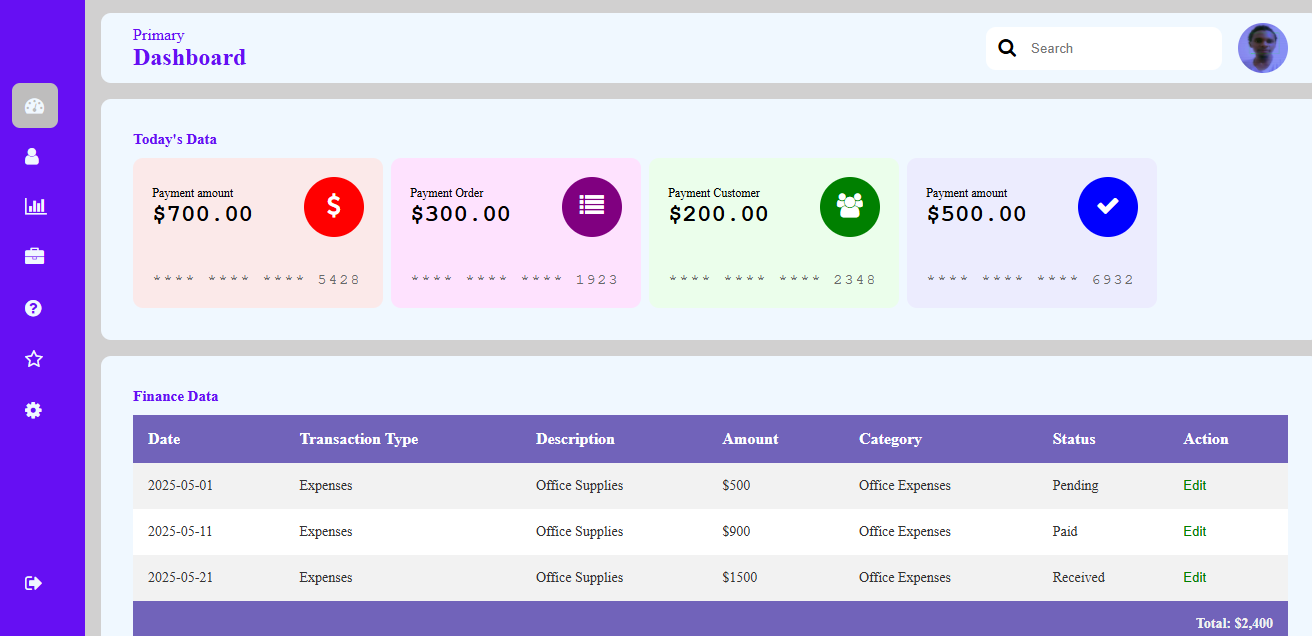 Primary
Dashboard
Search
Today's Data
Payment amount
$700.00
**** **** **** 5428
Payment Order
$300.00
**** **** **** 1923
Payment Customer
$200.00
**** **** **** 2348
Payment amount
$500.00
**** **** **** 6932
Finance Data
Date Transaction Type Description Amount Category Status Action
2025-05-01 Expenses Office Supplies $500 Office Expenses Pending Edit
2025-05-11 Expenses Office Supplies $900 Office Expenses Paid Edit
2025-05-21 Expenses Office Supplies $1500 Office Expenses Received Edit
Total: $2,400